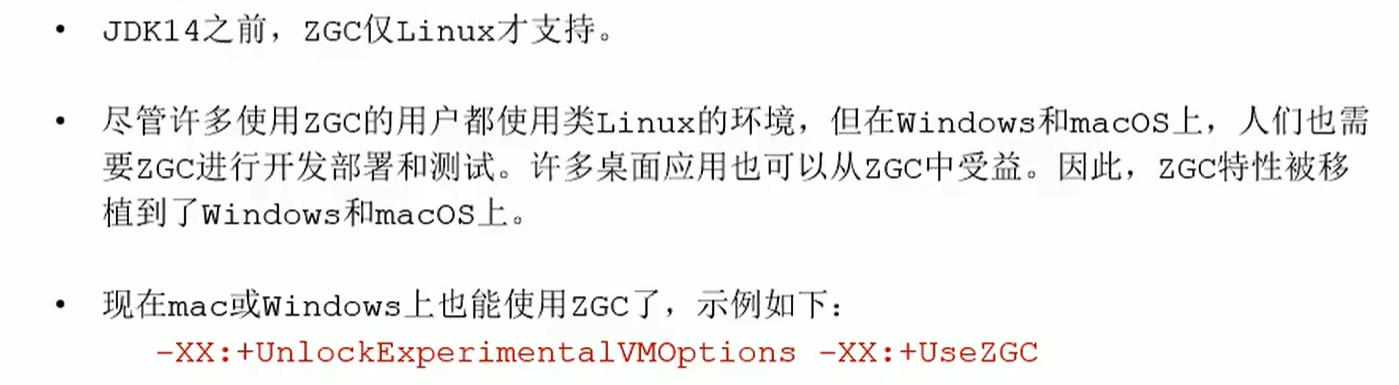 • JDK14之前，ZGC仅Linux才支持。
• 尽管许多使用ZGC的用户都使用类Linux的环境，但在Windows和macOS上，人们也需
要ZGC进行开发部署和测试。许多桌面应用也可以从ZGC中受益。因此，ZGC特性被移
植到了Windows和macOS上。
• 现在mac或Windows上也能使用ZGC了，示例如下：
-XX:+UnlockExperimentalVMOptions -XX:+UseZGC